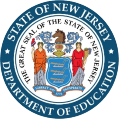 STATE OF NEW JERSEY
THE GREAT SEAL OF THE STATE OF NEW JERSEY
DEPARTMENT OF EDUCATION